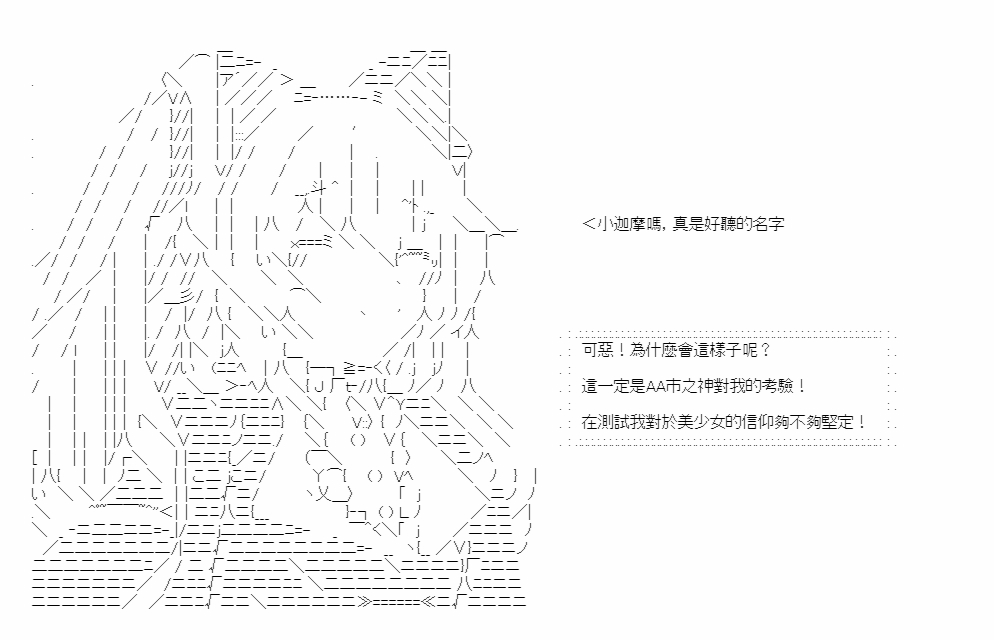 ＜小迦摩嗎，真是好聽的名字
可惡！為什麼會這樣子呢？
這一定是AA市之神對我的考驗！
在測試我對於美少女的信仰夠不夠堅定！